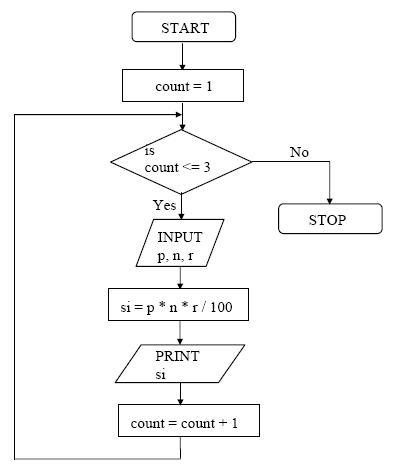 START
count = 1
is
count <= 3
No
Yes
STOP
INPUT
p, n, r
si = p * n * r / 100
PRINT
si
count = count + 1